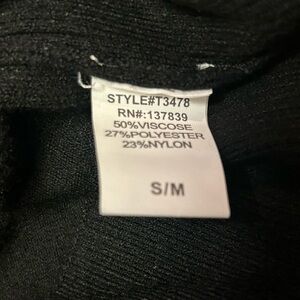 STYLE#T3478
RN#:137839
50%VISCOSE
27%POLYESTER
23%NYLON
S/M